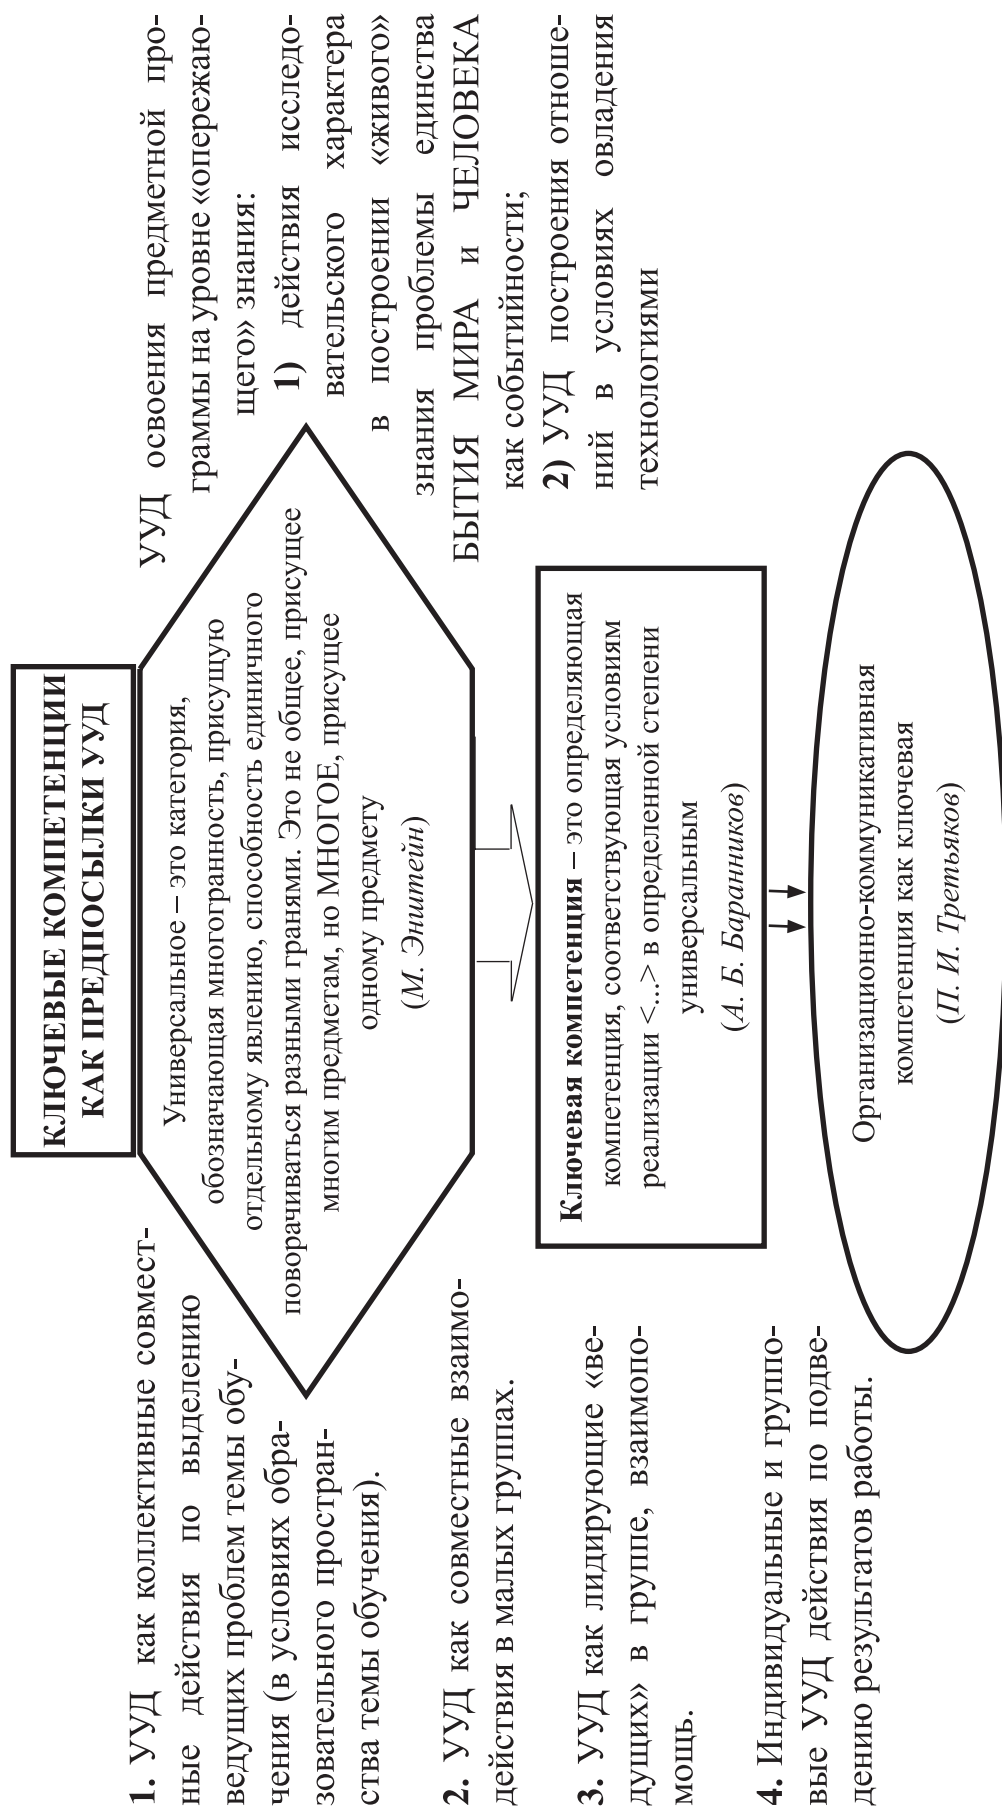 КЛЮЧЕВЫЕ КОМПЕТЕНЦИИ
КАК ПРЕДПОСЫЛКИ УУД
1. УУД как коллективные совмест-
ные действия по выделению
ведущих проблем темы обу-
чения (в условиях обра-
зовательного простран-
ства темы обучения).
2. УУД как совместные взаимо-
действия в малых группах.
3. УУД как лидирующие «ве-
дущих» в группе, взаимопо-
мощь.
4. Индивидуальные и группо-
вые УУД действия по подве-
дению результатов работы.
Универсальное – это категория,
обозначающая многогранность, присущую
отдельному явлению, способность единичного
поворачиваться разными гранями. Это не общее, присущее
многим предметам, но МНОГОЕ, присущее
одному предмету
(М. Энштейн)
Ключевая компетенция – это определяющая
компетенция, соответствующая условиям
реализации <...> в определенной степени
универсальным
(А. Б. Баранников)
Организационно-коммуникативная
компетенция как ключевая
(П. И. Третьяков)
УУД освоения предметной про-
граммы на уровне «опережаю-
щего» знания:
1) действия исследо-
вательского характера
в построении «живого»
знания проблемы единства
БЫТИЯ МИРА и ЧЕЛОВЕКА
как событийности;
2) УУД построения отноше-
ний в условиях овладения
технологиями